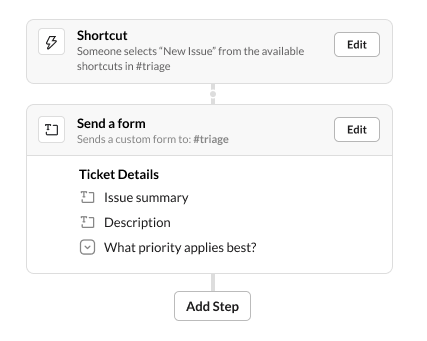 Shortcut
Someone selects “New Issue” from the available
shortcuts in #triage
Edit
Send a form
Sends a custom form to: #triage
Edit
Ticket Details
Issue summary
Description
What priority applies best?
Add Step